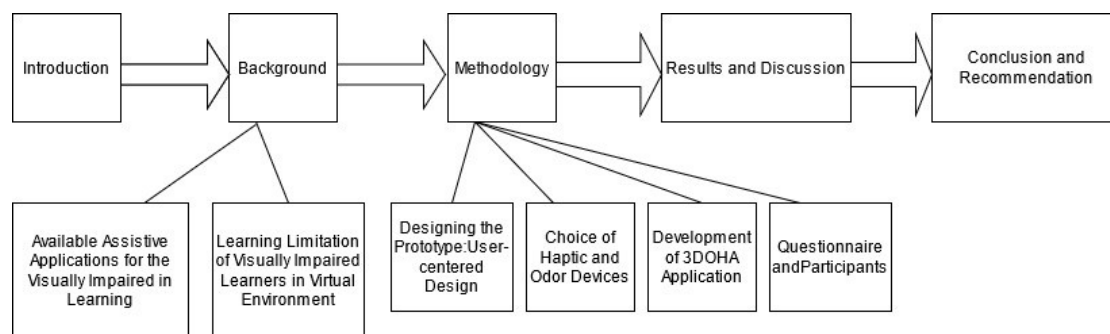 Introduction
Background
Methodology
Results and Discussion
Conclusion and
Recommendation
Available Assistive
Applications for the
Visually Impaired in
Learning
Learning Limitation
of Visually Impaired
Learners in Virtual
Environment
Designing the
Prototype:User-
centered
Design
Choice of
Haptic and
Odor Devices
Development
of 3DOHA
Application
Questionnaire
andParticipants